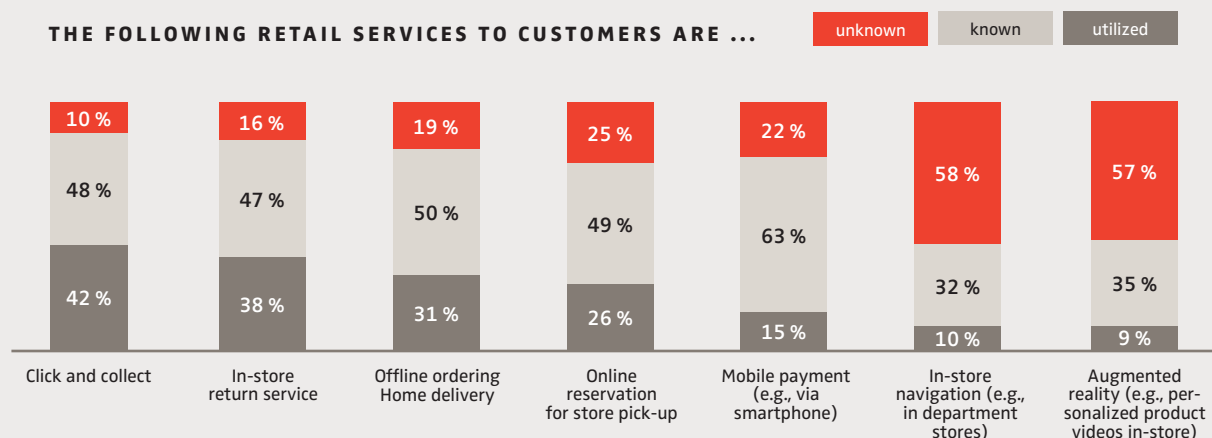 THE FOLLOWING RETAIL SERVICES TO CUSTOMERS ARE ...
unknown
known
utilized
10 %
16 %
19 %
25 %
22 %
58 %
57 %
48 %
47 %
50 %
49 %
63 %
32 %
35 %
42 %
38 %
31 %
26 %
15 %
10 %
9 %
Click and collect
In-store
return service
Offline ordering
Home delivery
Online
reservation
for store pick-up
Mobile payment
(e.g., via
smartphone)
In-store
navigation (e.g.,
in department
stores)
Augmented
reality (e.g., per-
sonalized product
videos in-store)